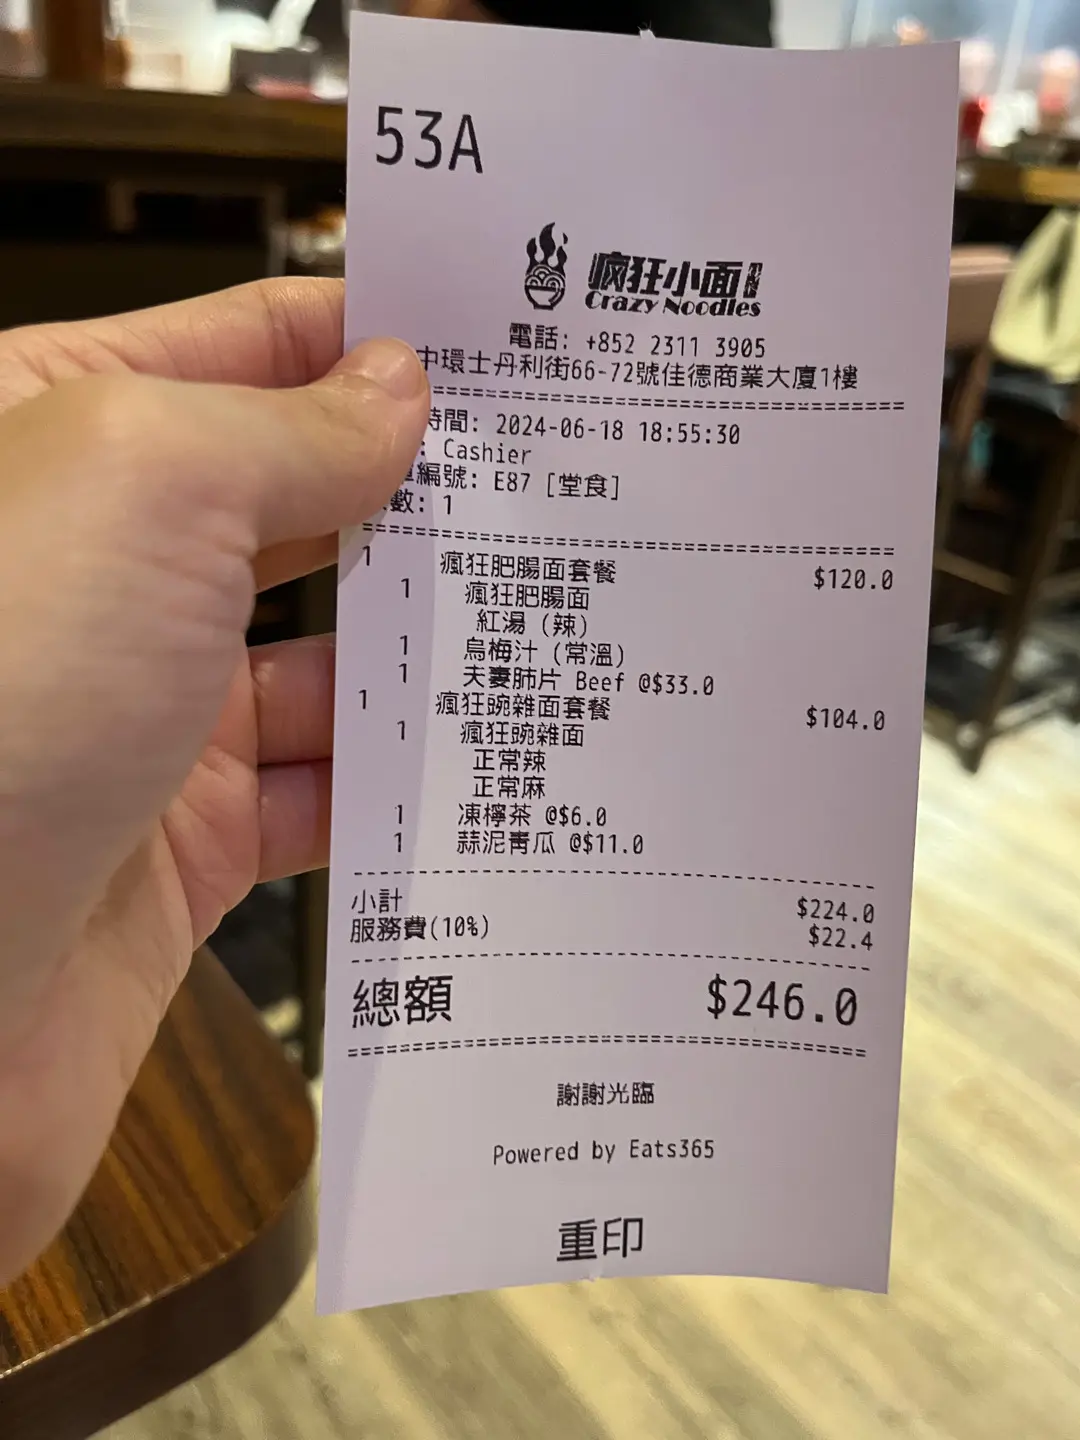 53A
疯狂小面
Crazy Noodles
電話: +852 2311 3905
中環士丹利街66-72號佳德商業大廈1樓
時間: 2024-06-18 18:55:30
: Cashier
單編號: E87 [堂食]
數: 1
1 瘋狂肥腸面套餐 $120.0
1 瘋狂肥腸面
紅湯 (辣)
1 烏梅汁 (常溫)
1 夫妻肺片 Beef @$33.0
1 瘋狂豌雜面套餐 $104.0
1 瘋狂豌雜面
正常辣
正常麻
1 凍檸茶 @$6.0
1 蒜泥青瓜 @$11.0
小計 $224.0
服務費(10%) $22.4
總額 $246.0
謝謝光臨
Powered by Eats365
重印